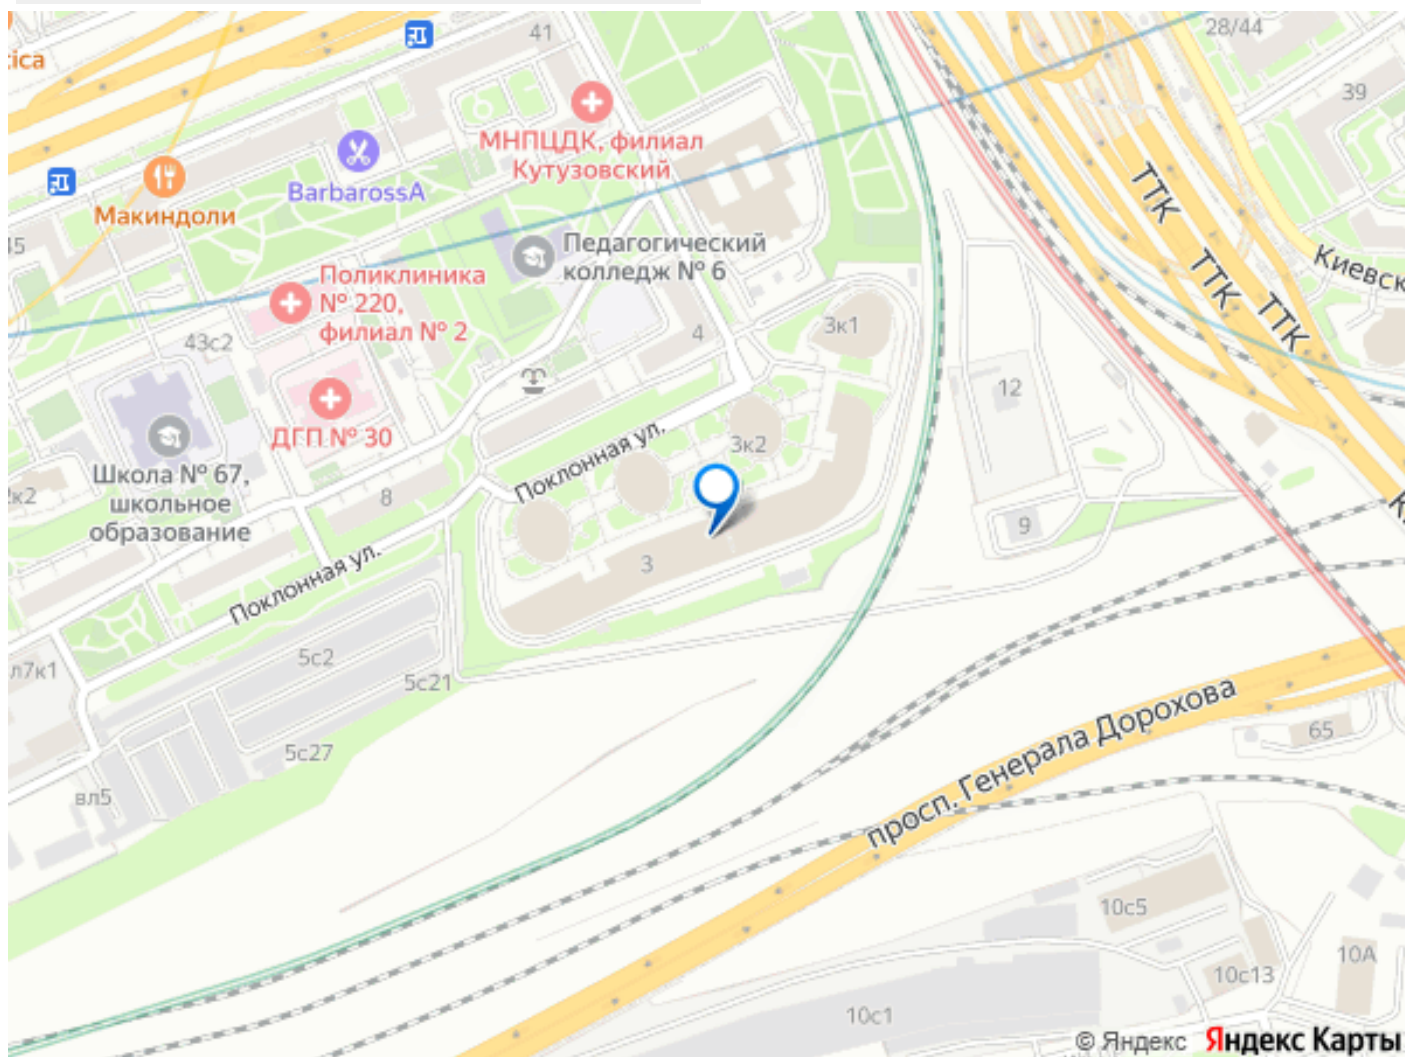 41
28/44
39
МНПЦДК, филиал
Кутузовский
BarbarossA
Макиндоли
45
ТТК
ТТК
ТТК
Киевск
Педагогический
колледж № 6
Поликлиника
№ 220,
филиал № 2
43с2
4
3к1
12
ДГП № 30
Школа № 67,
школьное
образование
8
Поклонная ул.
3к2
9
3
Поклонная ул.
5с2
5с21
л7к1
5с27
вл5
просп. Генерала Дорохова
65
10с5
10с13
10А
10с1
© Яндекс Яндекс Карты